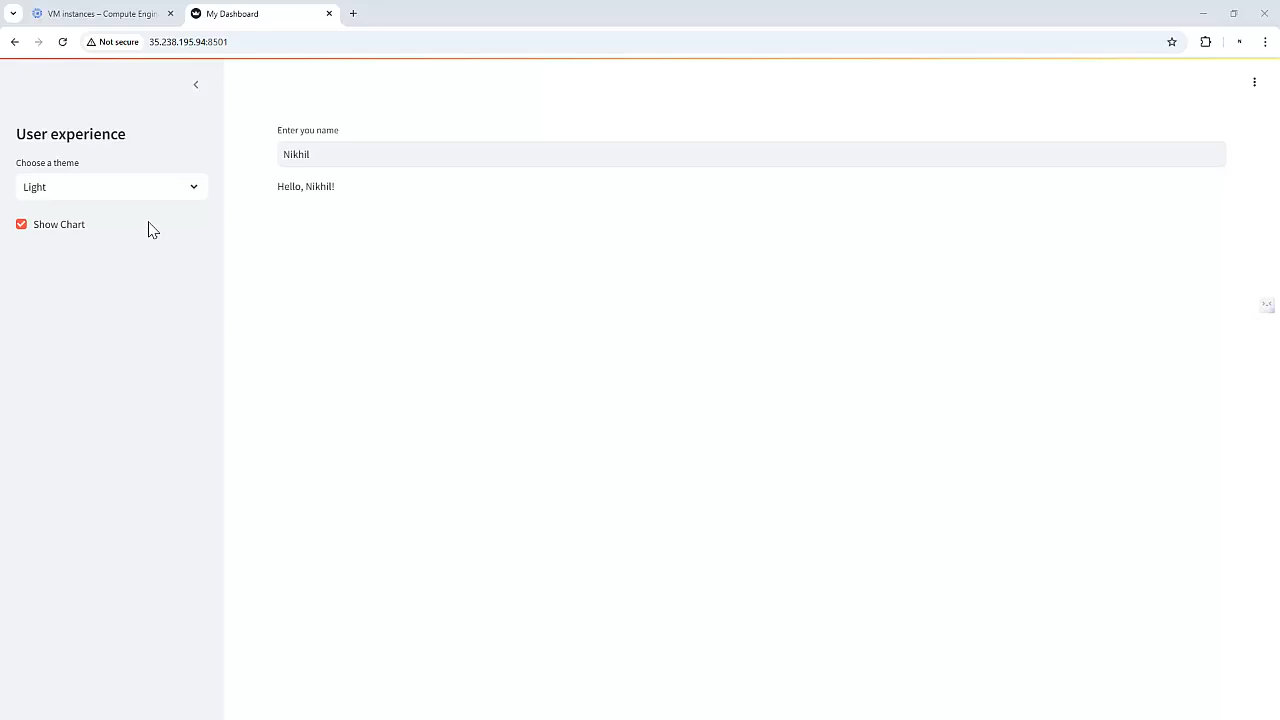 VM instances – Compute Engin
My Dashboard
Not secure
35.238.195.94:8501
User experience
Choose a theme
Light
Show Chart
Enter you name
Nikhil
Hello, Nikhil!